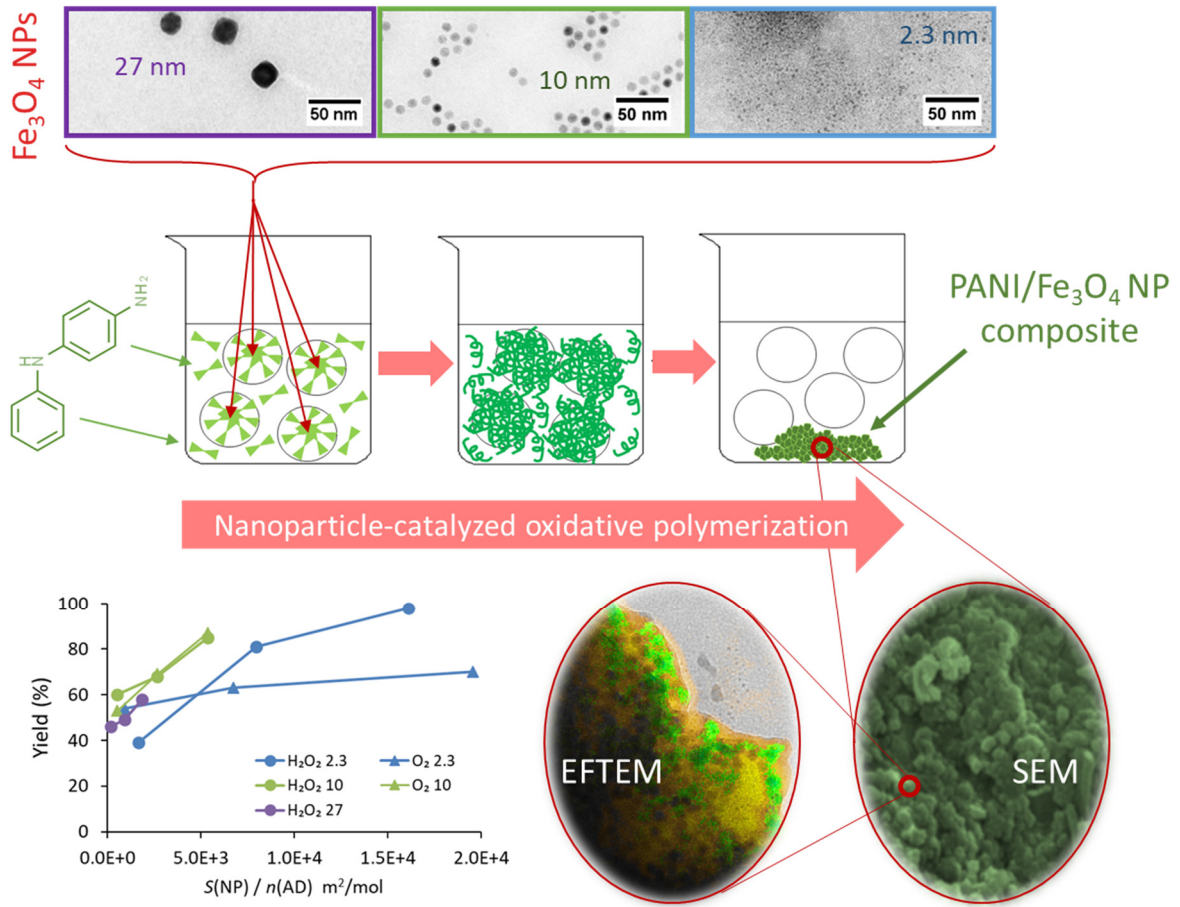 Fe₃O₄ NPs
27 nm
50 nm
10 nm
50 nm
2.3 nm
50 nm
NH₂
H
N
PANI/Fe₃O₄ NP
composite
Nanoparticle-catalyzed oxidative polymerization
Yield (%)
100
80
60
40
20
0
H₂O₂ 2.3
O₂ 2.3
H₂O₂ 10
O₂ 10
H₂O₂ 27
0.0E+0
5.0E+3
1.0E+4
1.5E+4
2.0E+4
S(NP) / n(AD) m²/mol
EFTEM
SEM